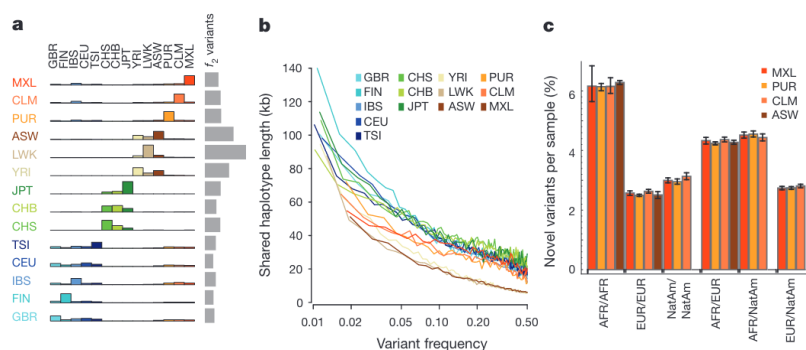 a
GBR FIN IBS CEU TSI CHS CHB JPT YRI LWK ASW PUR CLM MXL
f2 variants
MXL
CLM
PUR
ASW
LWK
YRI
JPT
CHB
CHS
TSI
CEU
IBS
FIN
GBR
b
Shared haplotype length (kb)
140
120
100
80
60
40
20
0
GBR CHS YRI PUR
FIN CHB LWK CLM
IBS JPT ASW MXL
CEU
TSI
0.01 0.02 0.05 0.10 0.20 0.50
Variant frequency
c
Novel variants per sample (%)
6
4
2
0
MXL
PUR
CLM
ASW
AFR/AFR
EUR/EUR
NatAm/
NatAm
AFR/EUR
AFR/NatAm
EUR/NatAm